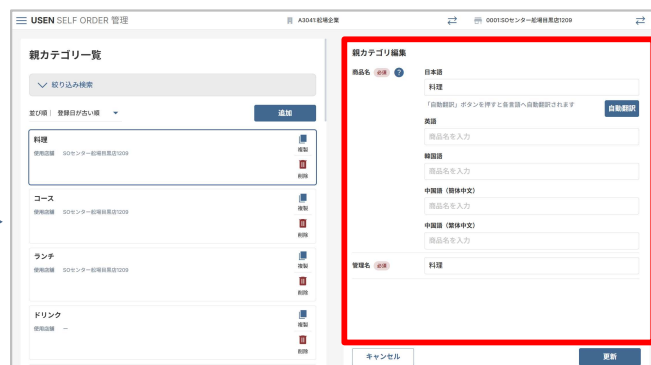 USEN SELF ORDER 管理
A3041:船場企業
0001:SOセンター船場目黒店1209
親カテゴリ一覧
絞り込み検索
並び順 | 登録日が古い順
追加
料理
使用店舗 SOセンター船場目黒店1209
複製
削除
コース
使用店舗 SOセンター船場目黒店1209
複製
削除
ランチ
使用店舗 SOセンター船場目黒店1209
複製
削除
ドリンク
使用店舗 ー
複製
削除
親カテゴリ編集
商品名 必須 ?
日本語
料理
「自動翻訳」ボタンを押すと各言語へ自動翻訳されます
自動翻訳
英語
商品名を入力
韓国語
商品名を入力
中国語（簡体中文）
商品名を入力
中国語（繁体中文）
商品名を入力
管理名 必須
料理
キャンセル
更新